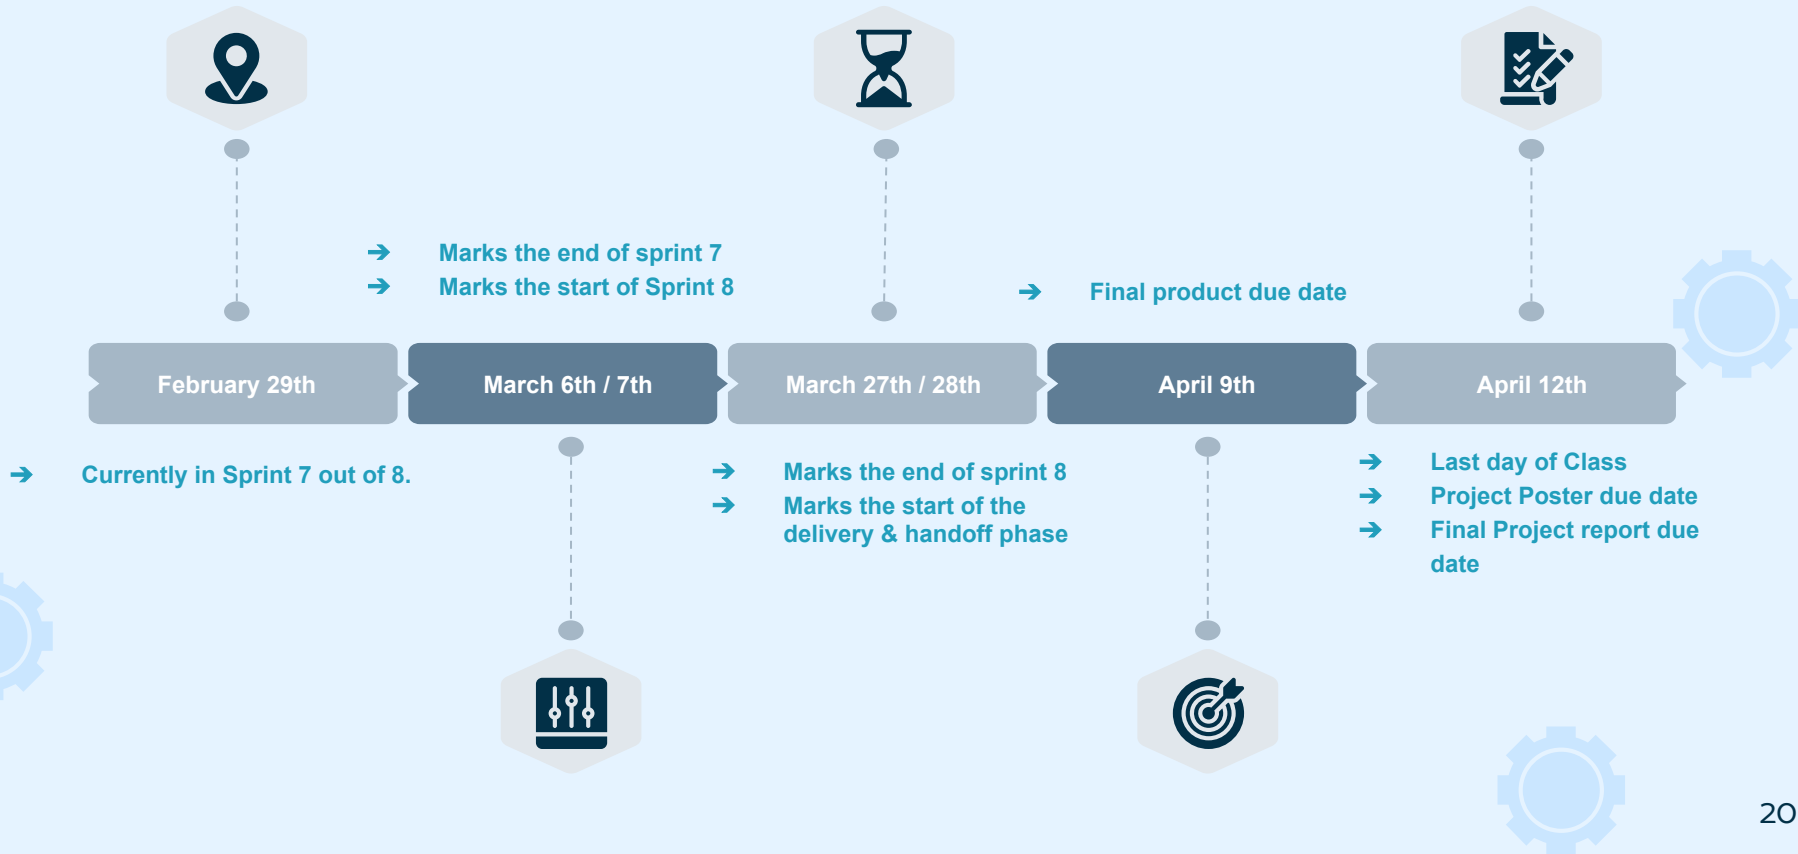 ➔ Marks the end of sprint 7
➔ Marks the start of Sprint 8
➔ Final product due date
February 29th
March 6th / 7th
March 27th / 28th
April 9th
April 12th
➔ Currently in Sprint 7 out of 8.
➔ Marks the end of sprint 8
➔ Marks the start of the
delivery & handoff phase
➔ Last day of Class
➔ Project Poster due date
➔ Final Project report due
date
20